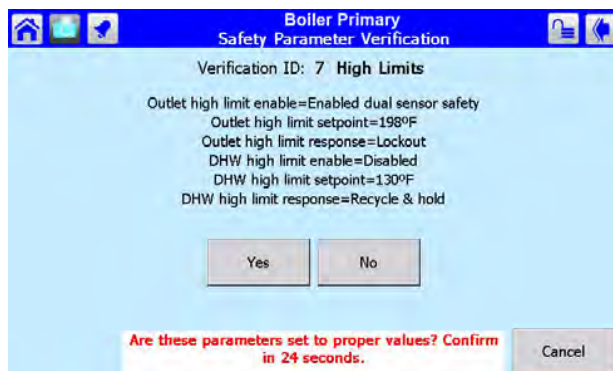 Boiler Primary
Safety Parameter Verification
Verification ID: 7 High Limits
Outlet high limit enable=Enabled dual sensor safety
Outlet high limit setpoint=198ºF
Outlet high limit response=Lockout
DHW high limit enable=Disabled
DHW high limit setpoint=130ºF
DHW high limit response=Recycle & hold
Yes No
Are these parameters set to proper values? Confirm
in 24 seconds.
Cancel